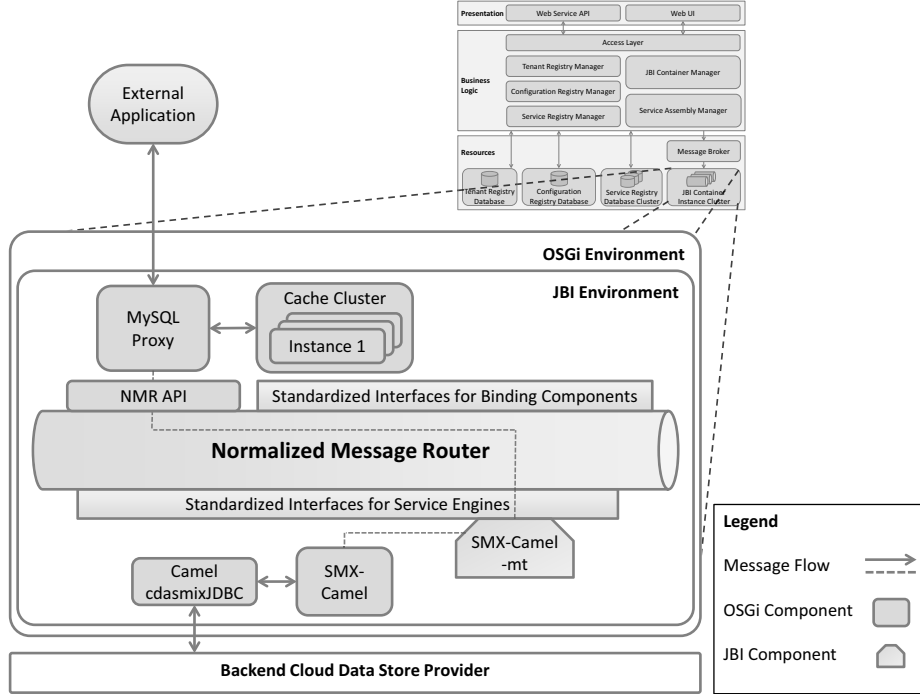 Presentation
Web Service API
Web UI
Access Layer
Business
Logic
Tenant Registry Manager
Configuration Registry Manager
Service Registry Manager
JBI Container Manager
Service Assembly Manager
Resources
Message Broker
Tenant Registry
Database
Configuration
Registry Database
Service Registry
Database Cluster
JBI Container
Instance Cluster
External
Application
OSGi Environment
JBI Environment
MySQL
Proxy
Cache Cluster
Instance 1
NMR API
Standardized Interfaces for Binding Components
Normalized Message Router
Standardized Interfaces for Service Engines
SMX-Camel
-mt
SMX-
Camel
Camel
cdasmixJDBC
Backend Cloud Data Store Provider
Legend
Message Flow
OSGi Component
JBI Component